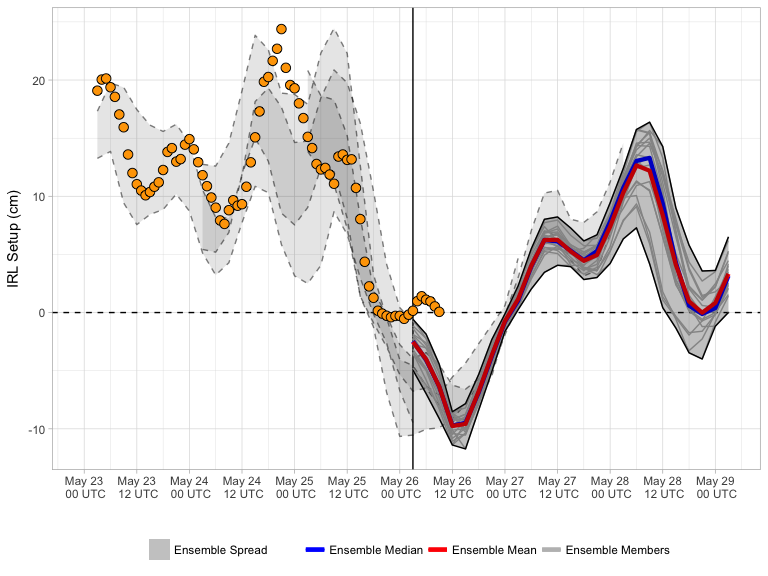 IRL Setup (cm)
20
10
0
-10
May 23 May 23 May 24 May 24 May 25 May 25 May 26 May 26 May 27 May 27 May 28 May 28 May 29
00 UTC 12 UTC 00 UTC 12 UTC 00 UTC 12 UTC 00 UTC 12 UTC 00 UTC 12 UTC 00 UTC 12 UTC 00 UTC
Ensemble Spread Ensemble Median Ensemble Mean Ensemble Members